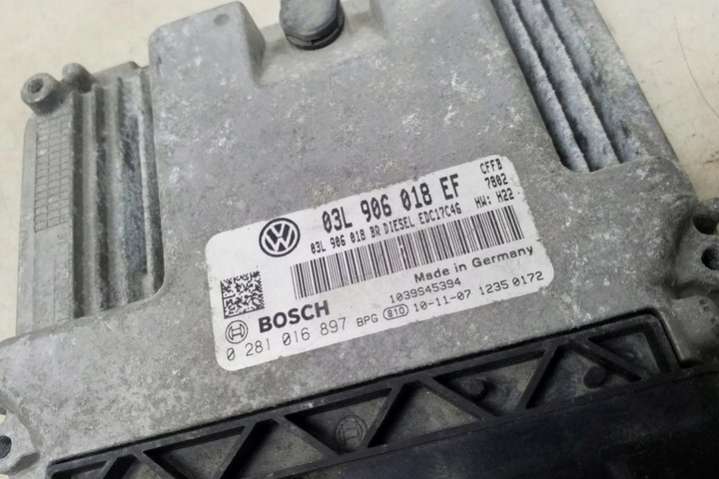 03L 906 018 EF
CFFB
7802
HW: H22
03L 906 018 BR DIESEL EDC17C46
Made in Germany
1039S45394
BOSCH
0 281 016 897 BPG 810 10-11-07 1235 0172